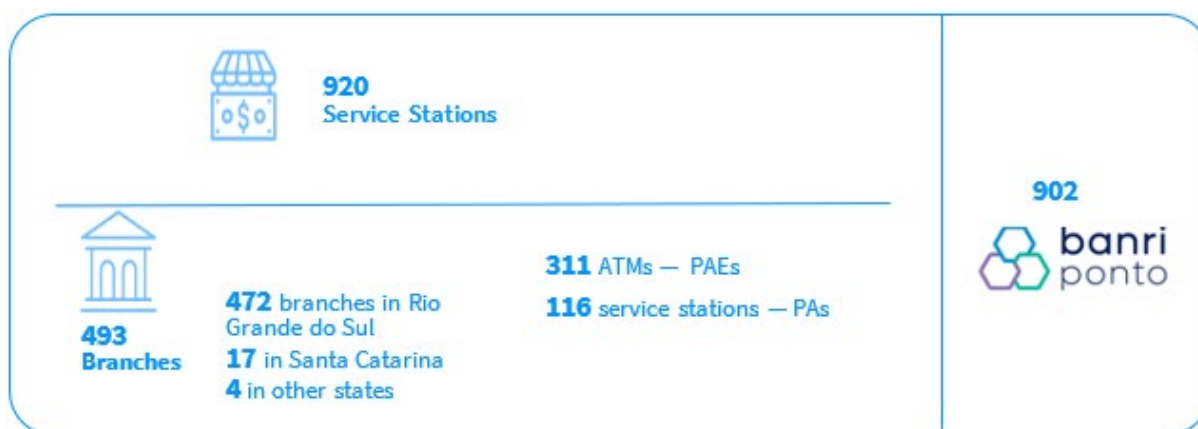 920
Service Stations
493
Branches
472 branches in Rio
Grande do Sul
17 in Santa Catarina
4 in other states
311 ATMs — PAEs
116 service stations — PAs
902
banri
ponto